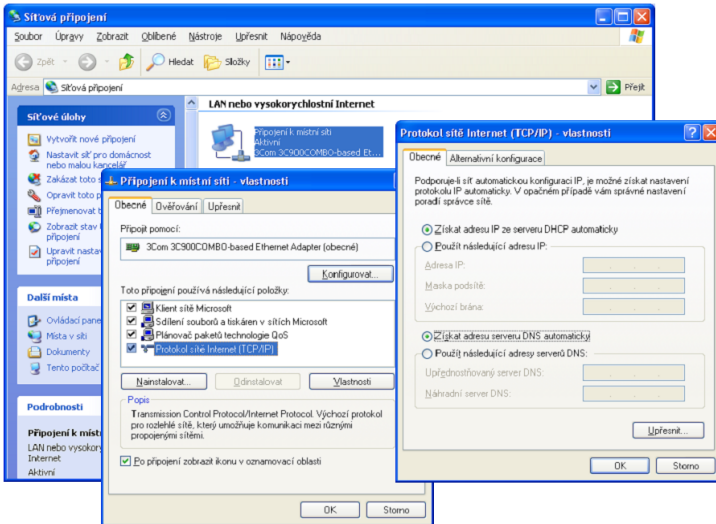 Síťová připojení
Soubor Úpravy Zobrazit Oblíbené Nástroje Upřesnit Nápověda
Zpět Hledat Složky
Adresa Síťová připojení Přejít
Síťové úlohy
Vytvořit nové připojení
Nastavit síť pro domácnost
nebo malou kancelář
Zakázat toto
Opravit toto p
Přejmenovat
Zobrazit stav
připojení
Upravit nasta
připojení
Další místa
Ovládací pane
Místa v síti
Dokumenty
Tento počítač
Podrobnosti
Připojení k míst
LAN nebo vysokory
Internet
Aktivní
LAN nebo vysokorychlostní Internet
Připojení k místní síti
Aktivní
3Com 3C900COMBO-based Et...
Připojení k místní síti - vlastnosti
Obecné Ověřování Upřesnit
Připojit pomocí:
3Com 3C900COMBO-based Ethernet Adapter (obecné)
Konfigurovat...
Toto připojení používá následující položky:
Klient sítě Microsoft
Sdílení souborů a tiskáren v sítích Microsoft
Plánovač paketů technologie QoS
Protokol sítě Internet (TCP/IP)
Nainstalovat... Odinstalovat Vlastnosti
Popis
Transmission Control Protocol/Internet Protocol. Výchozí protokol
pro rozlehlé sítě, který umožňuje komunikaci mezi různými
propojenými sítěmi.
Po připojení zobrazit ikonu v oznamovací oblasti
OK Storno
Protokol sítě Internet (TCP/IP) - vlastnosti
Obecné Alternativní konfigurace
Podporuje-li síť automatickou konfiguraci IP, je možné získat nastavení
protokolu IP automaticky. V opačném případě vám správné nastavení
poradí správce sítě.
Získat adresu IP ze serveru DHCP automaticky
Použít následující adresu IP:
Adresa IP:
Maska podsítě:
Výchozí brána:
Získat adresu serveru DNS automaticky
Použít následující adresy serverů DNS:
Upřednostňovaný server DNS:
Náhradní server DNS:
Upřesnit...
OK Storno